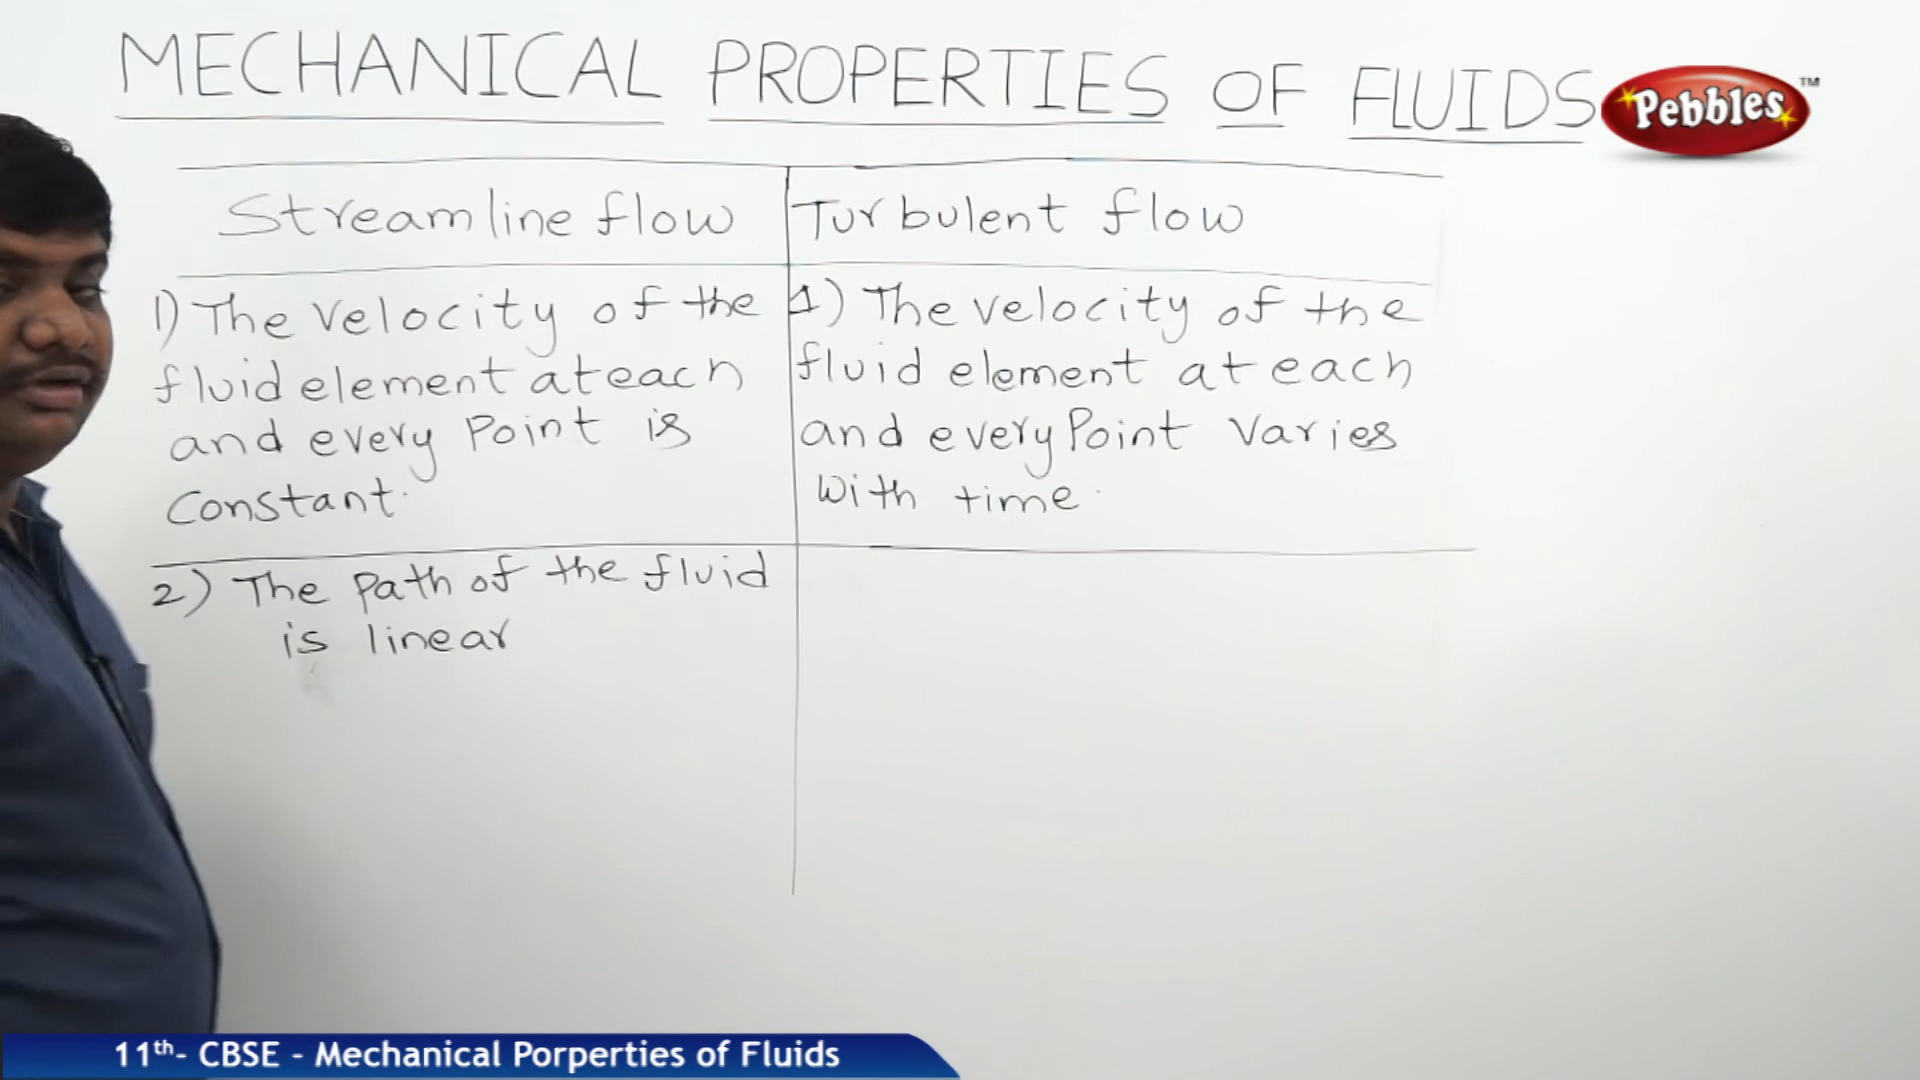 MECHANICAL PROPERTIES OF FLUIDS
Pebbles™
Streamline flow
Turbulent flow
1) The velocity of the
fluid element at each
and every Point is
Constant.
1) The velocity of the
fluid element at each
and every Point varies
with time.
2) The Path of the fluid
is linear
11th- CBSE - Mechanical Porperties of Fluids